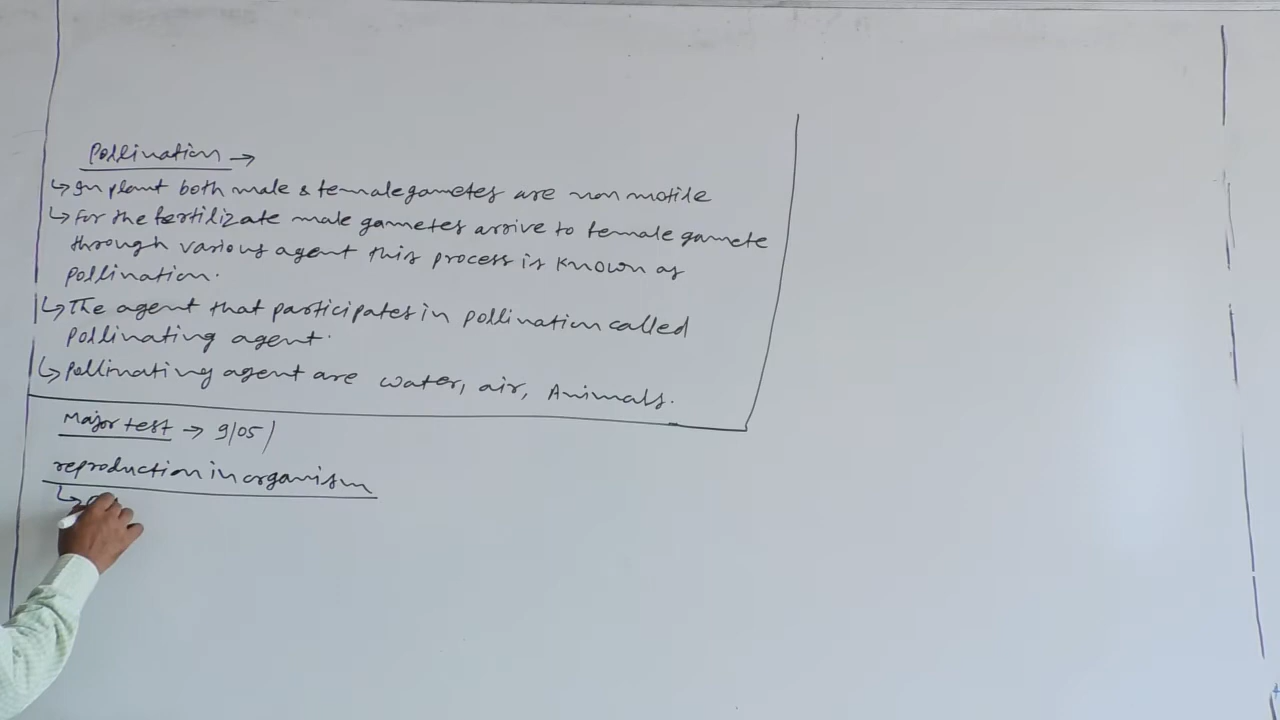 Pollination →
↳ In plant both male & female gametes are non motile
↳ For the fertilizate male gametes arrive to female gamete
through various agent this process is known as
pollination.
↳ The agent that participates in pollination called
pollinating agent.
↳ pollinating agent are water, air, Animals.
Major test → 9/05/
reproduction in organism